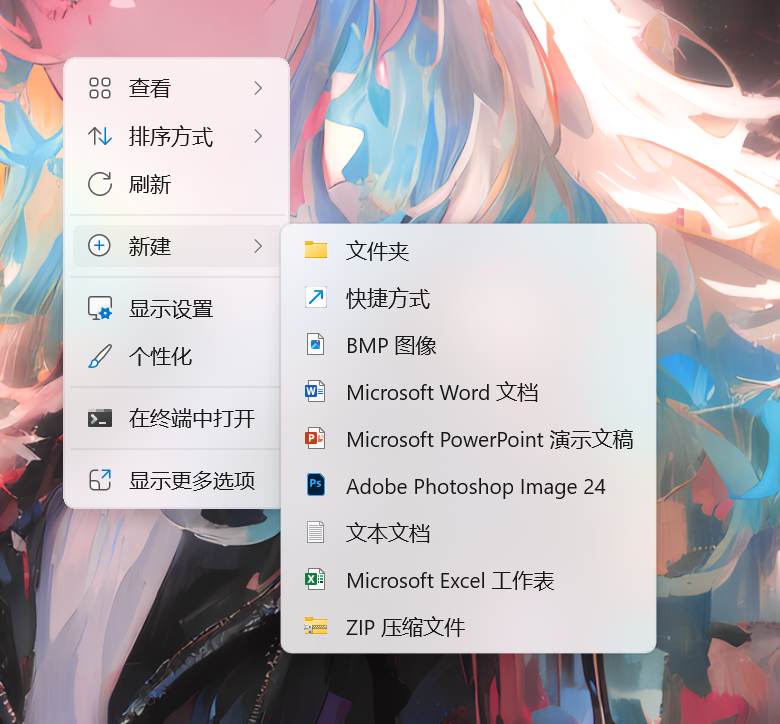 查看
排序方式
刷新
新建
显示设置
个性化
在终端中打开
显示更多选项
文件夹
快捷方式
BMP 图像
Microsoft Word 文档
Microsoft PowerPoint 演示文稿
Adobe Photoshop Image 24
文本文档
Microsoft Excel 工作表
ZIP 压缩文件